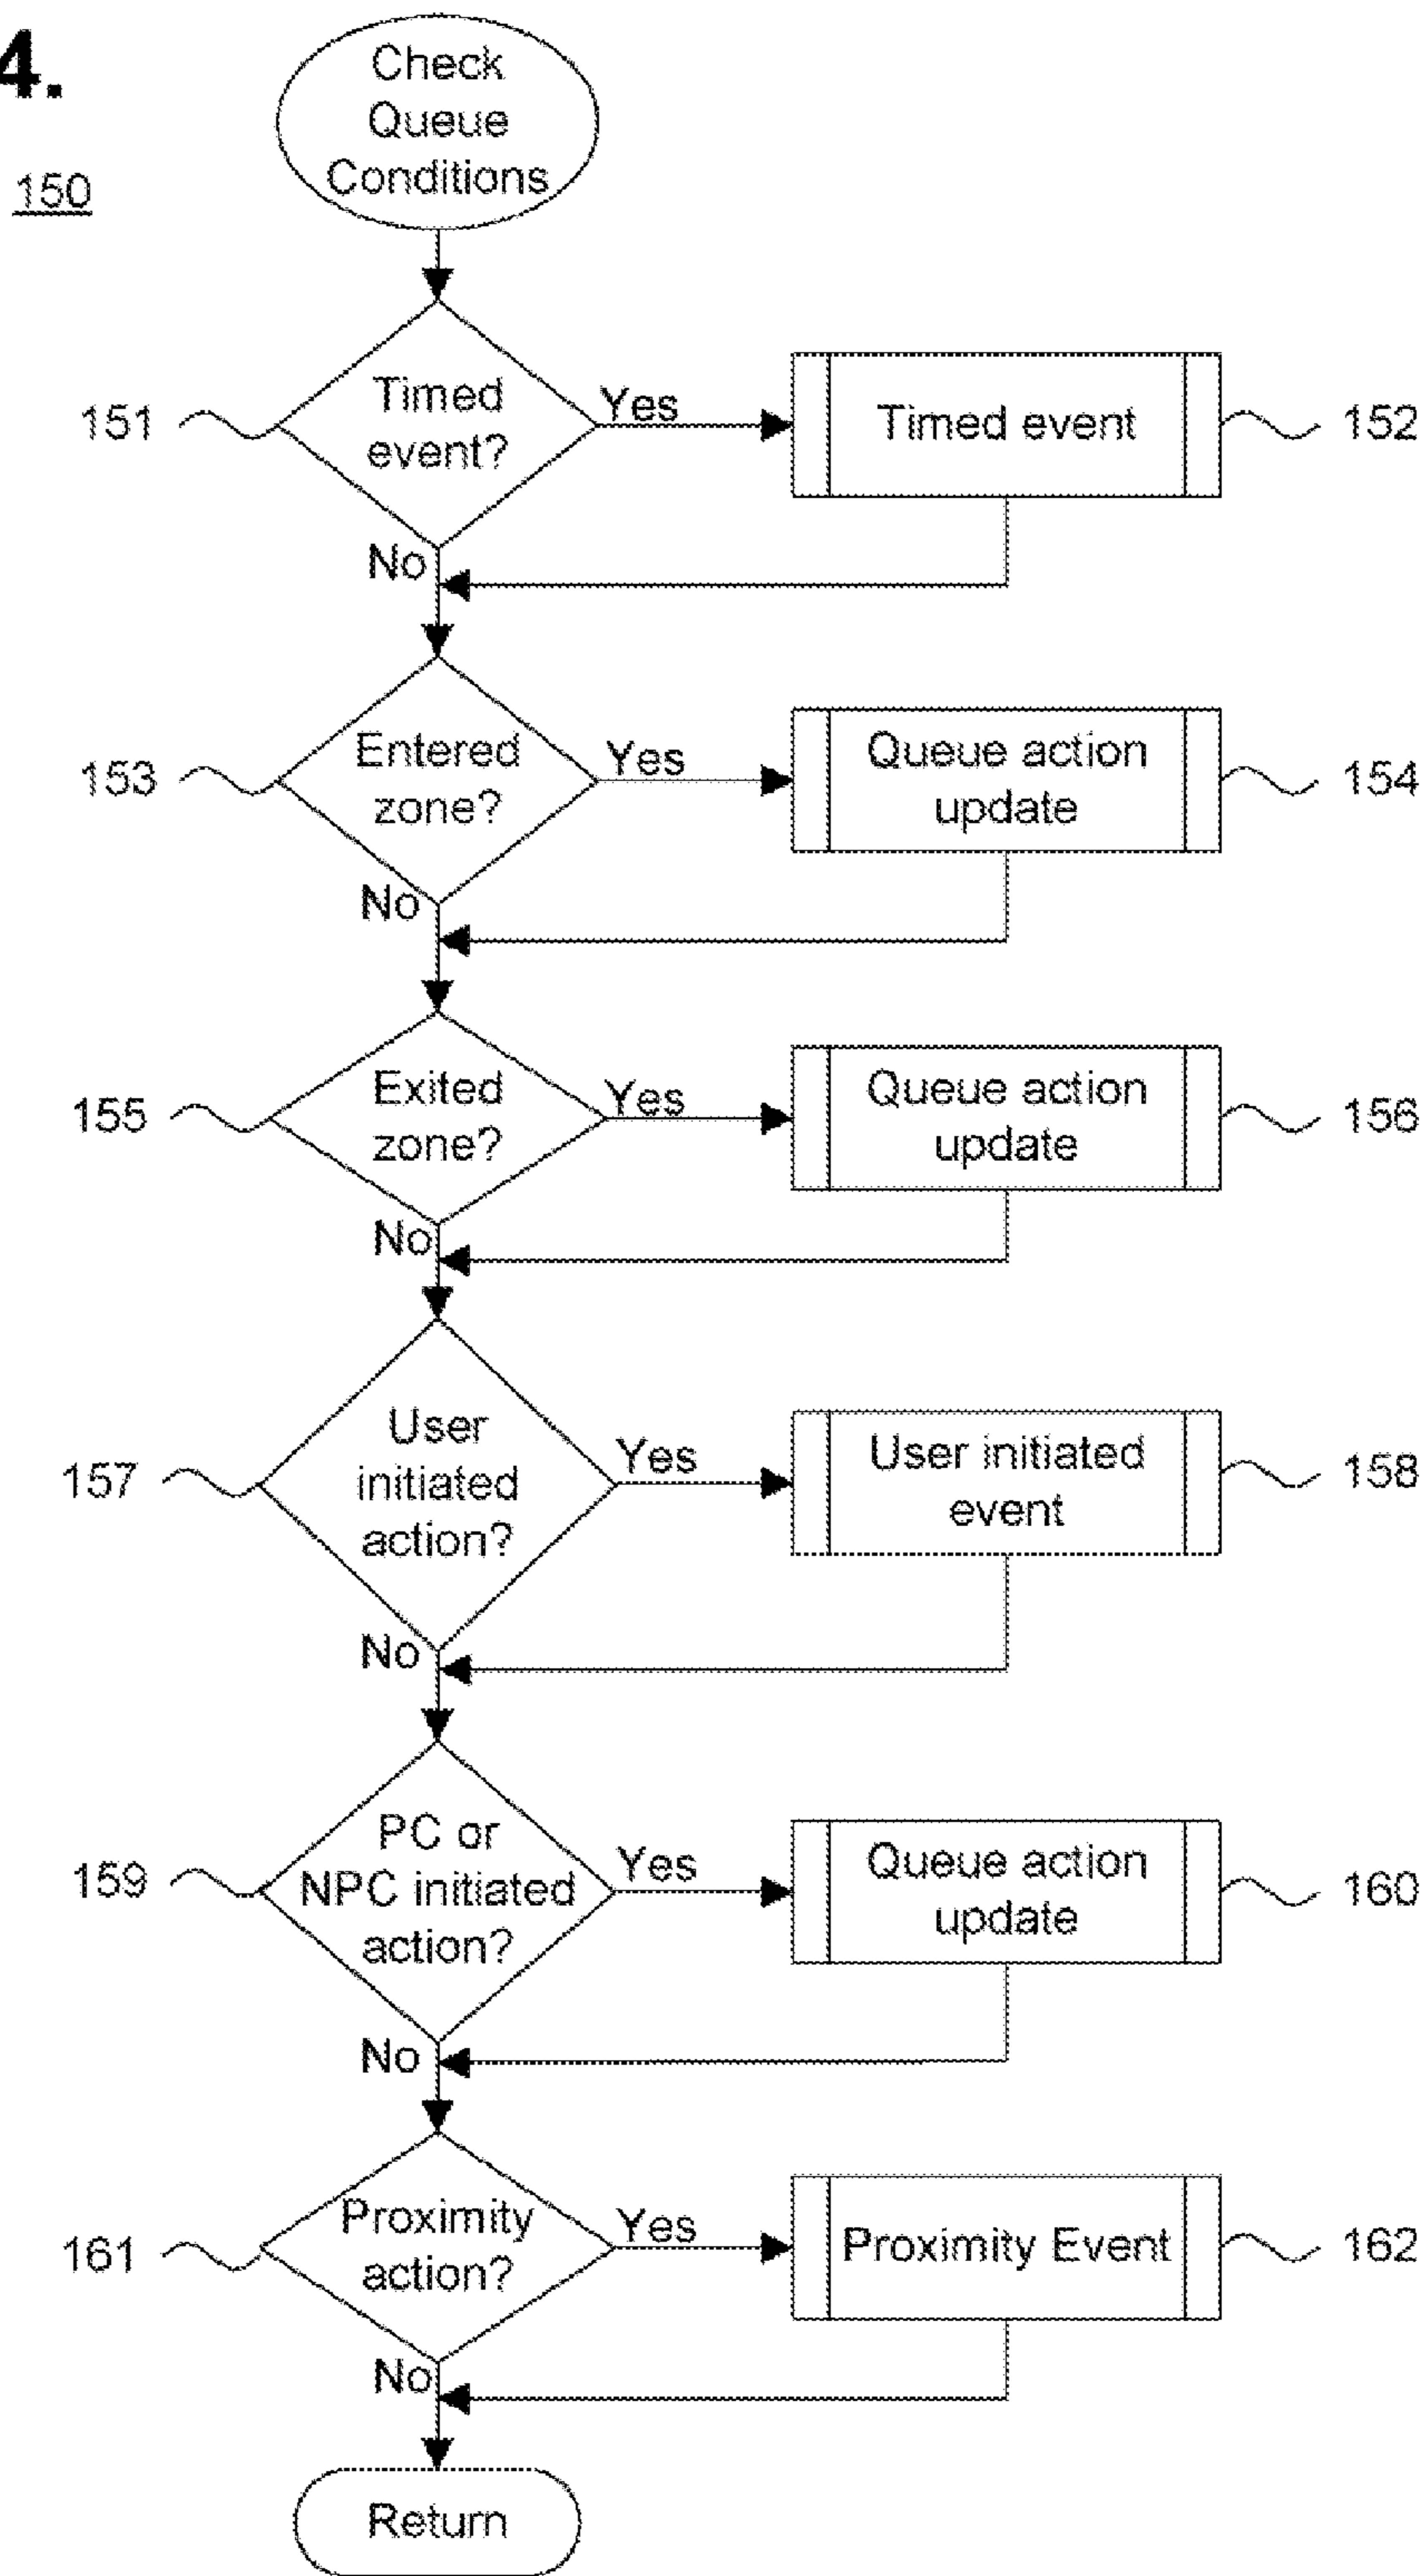 4.
150
Check
Queue
Conditions
Timed
event?
151
Yes
Timed event
152
No
Entered
zone?
153
Yes
Queue action
update
154
No
Exited
zone?
155
Yes
Queue action
update
156
No
User
initiated
action?
157
Yes
User initiated
event
158
No
PC or
NPC initiated
action?
159
Yes
Queue action
update
160
No
Proximity
action?
161
Yes
Proximity Event
162
No
Return